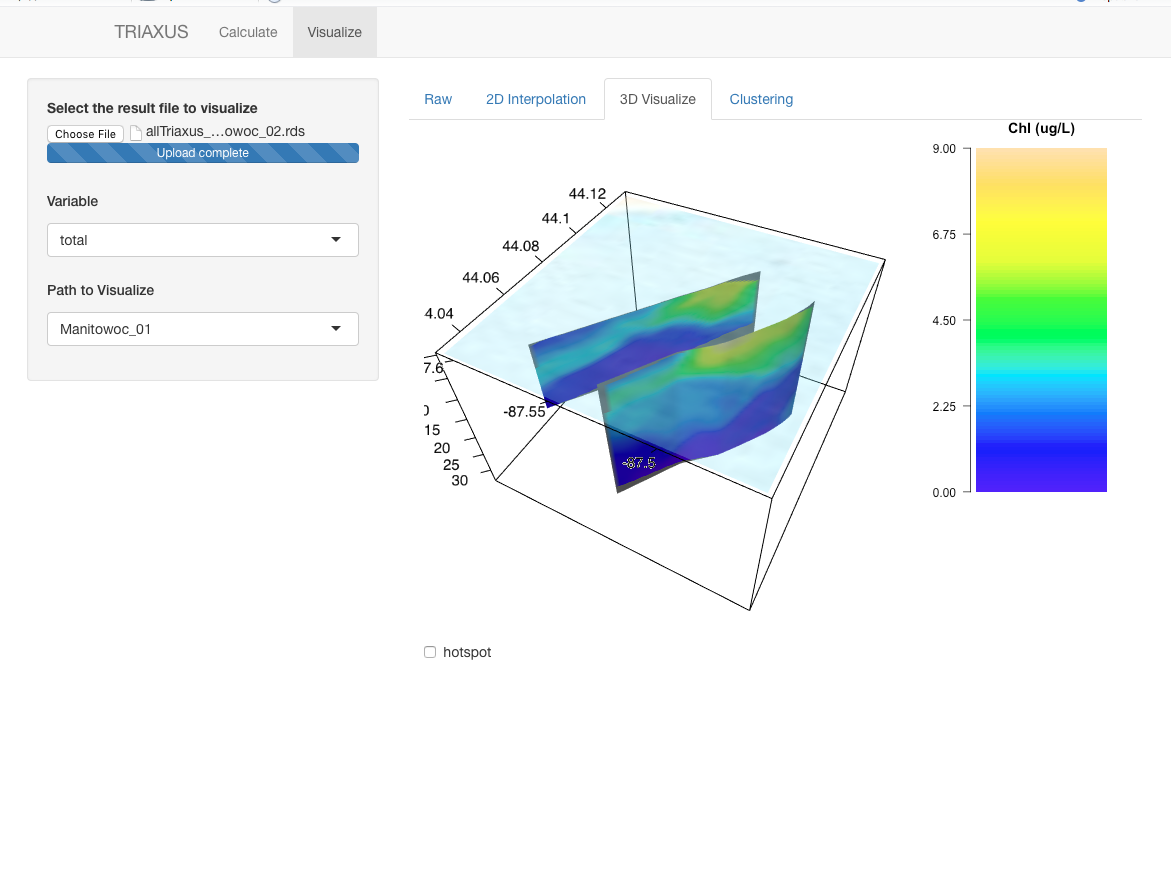 TRIAXUS Calculate Visualize
Select the result file to visualize
Choose File allTriaxus_...owoc_02.rds
Upload complete
Variable
total
Path to Visualize
Manitowoc_01
Raw 2D Interpolation 3D Visualize Clustering
Chl (ug/L)
9.00
6.75
4.50
2.25
0.00
44.12
44.1
44.08
44.06
4.04
7.6
-87.55
-87.5
0
15
20
25
30
hotspot